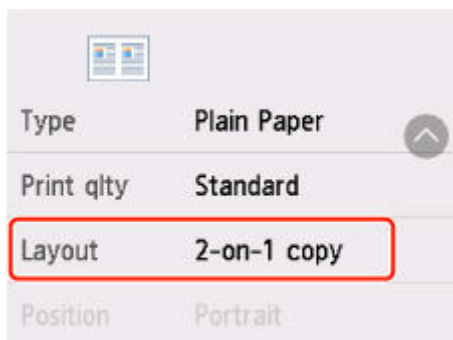 Type Plain Paper
Print qlty Standard
Layout 2-on-1 copy
Position Portrait